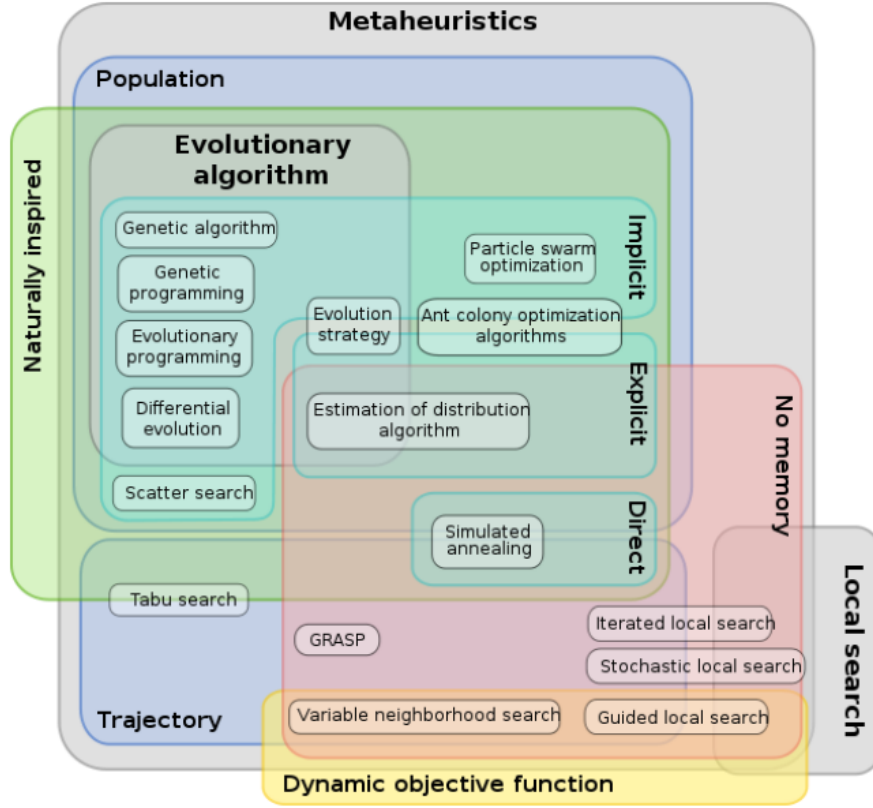 Metaheuristics
Population
Naturally inspired
Evolutionary
algorithm
Implicit
Genetic algorithm
Particle swarm
optimization
Genetic
programming
Evolution
strategy
Ant colony optimization
algorithms
Evolutionary
programming
Explicit
Differential
evolution
Estimation of distribution
algorithm
No memory
Scatter search
Direct
Simulated
annealing
Local search
Tabu search
GRASP
Iterated local search
Stochastic local search
Trajectory
Variable neighborhood search
Guided local search
Dynamic objective function